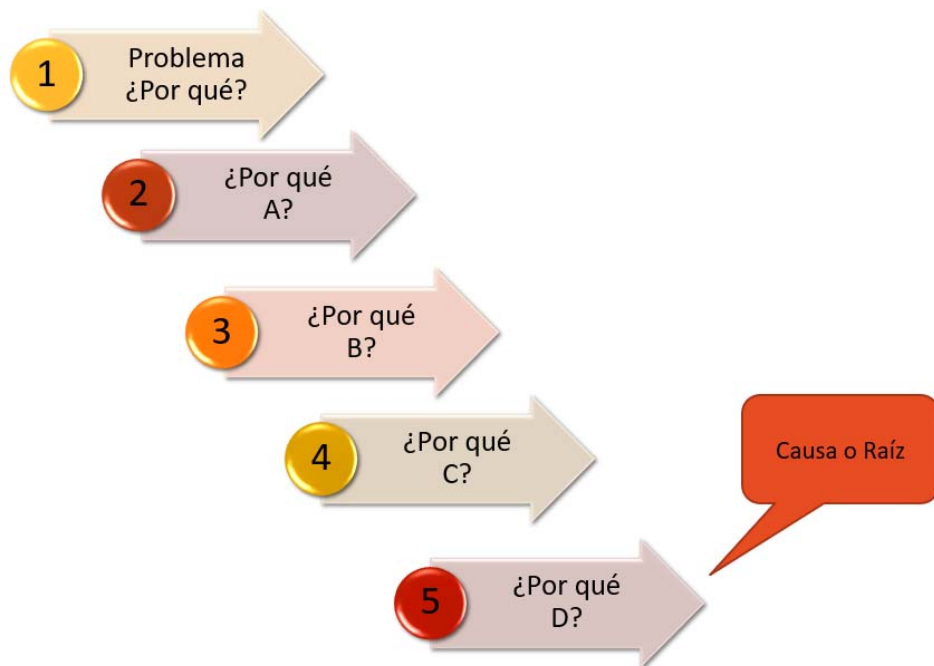 1
Problema
¿Por qué?
2
¿Por qué
A?
3
¿Por qué
B?
4
¿Por qué
C?
Causa o Raíz
5
¿Por qué
D?